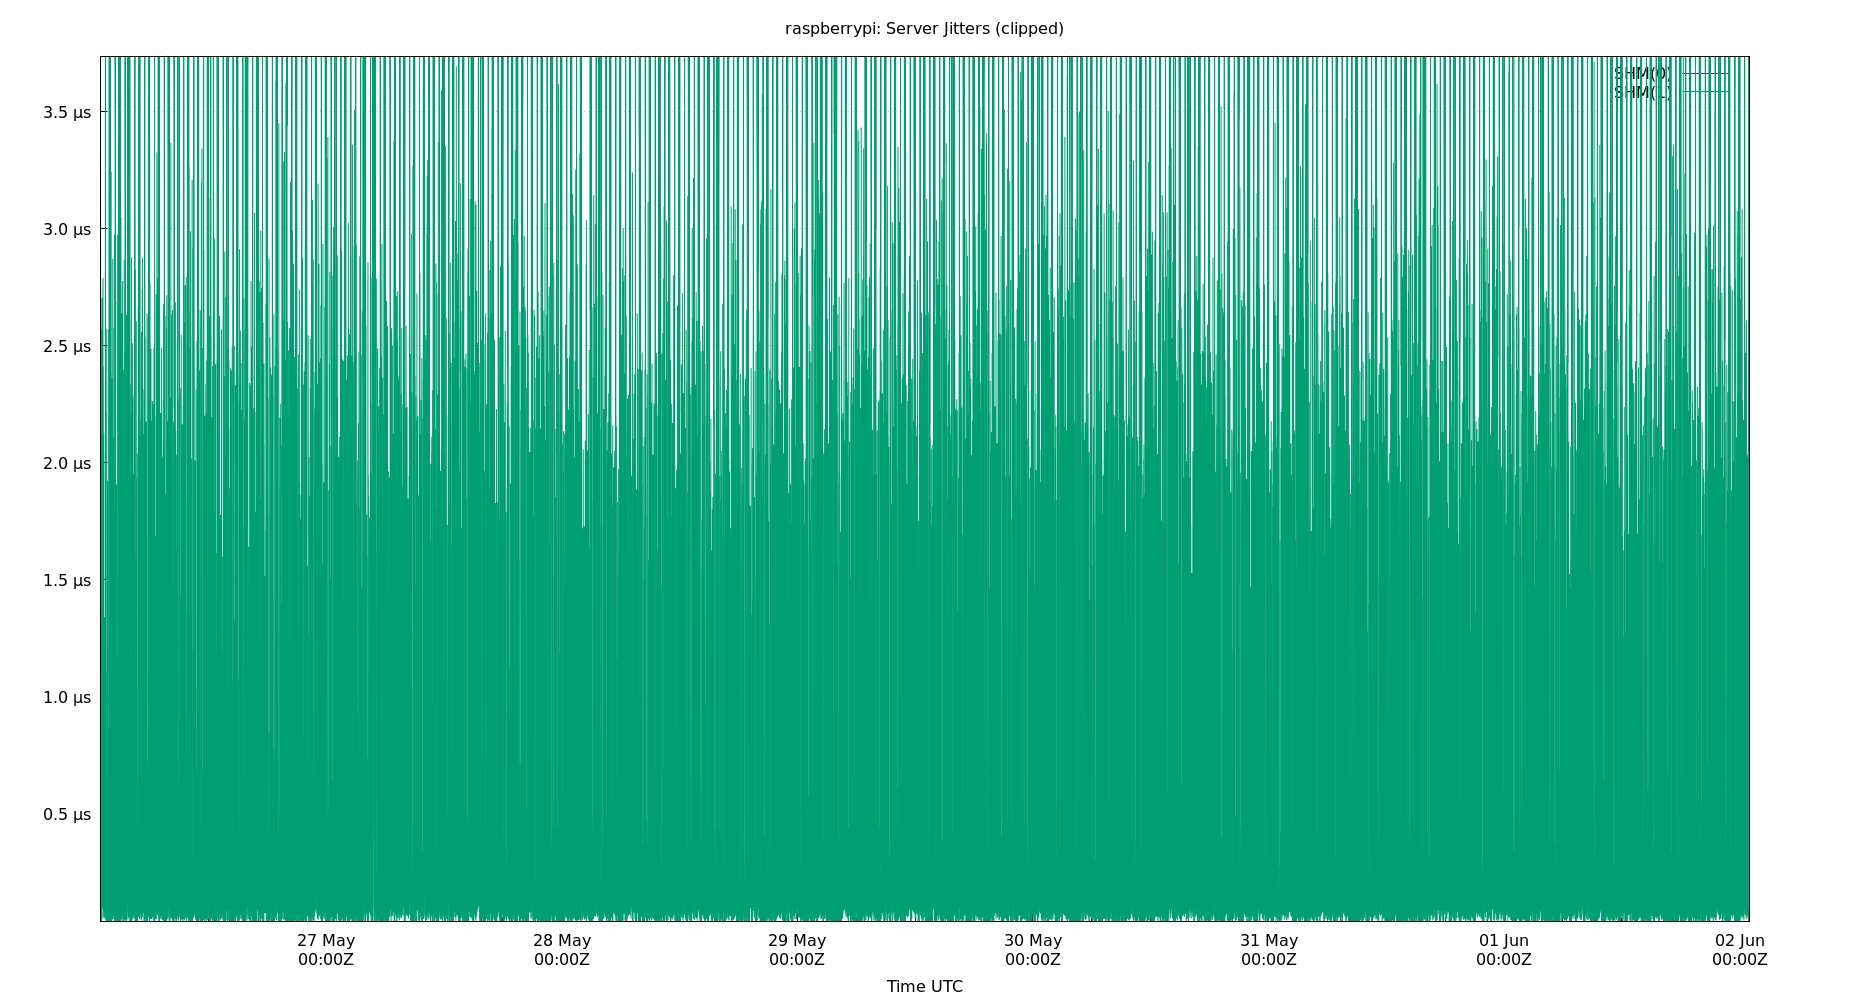 raspberrypi: Server Jitters (clipped)
SHM(0)
SHM(1)
3.5 µs
3.0 µs
2.5 µs
2.0 µs
1.5 µs
1.0 µs
0.5 µs
27 May
00:00Z
28 May
00:00Z
29 May
00:00Z
30 May
00:00Z
31 May
00:00Z
01 Jun
00:00Z
02 Jun
00:00Z
Time UTC